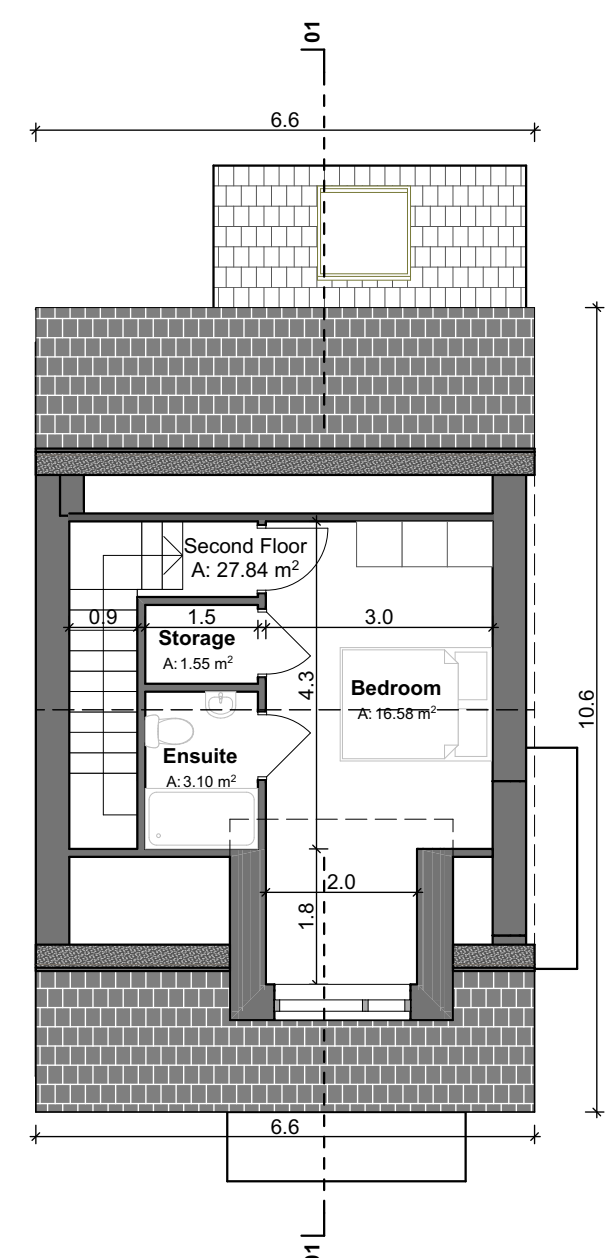 01
6.6
Second Floor
A: 27.84 m²
0.9
1.5
3.0
Storage
A: 1.55 m²
4.3
Bedroom
A: 16.58 m²
10.6
Ensuite
A: 3.10 m²
2.0
1.8
6.6
01